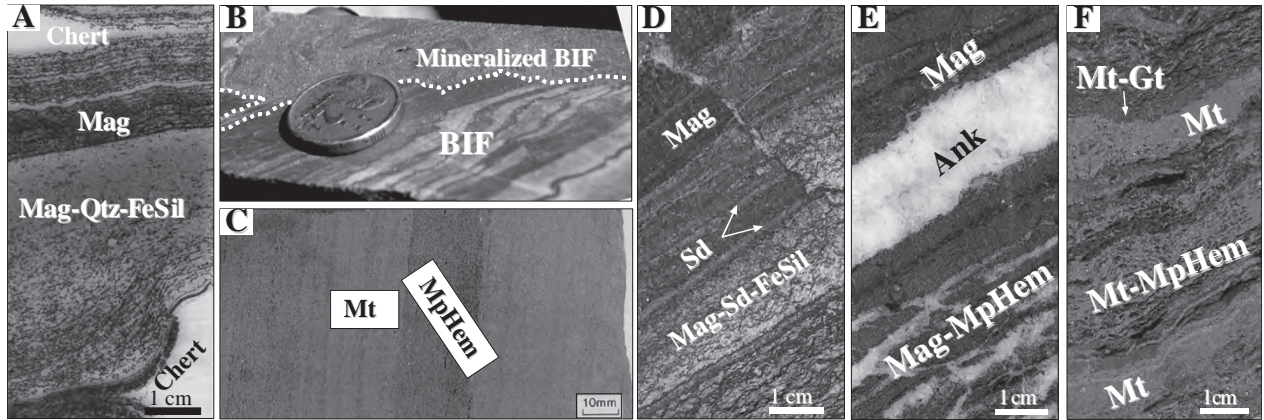 A
Chert
Mag
Mag-Qtz-FeSil
Chert
1 cm
B
Mineralized BIF
BIF
C
Mt
MpHem
10mm
D
Mag
Sd
Mag-Sd-FeSil
1 cm
E
Mag
Ank
Mag-MpHem
1cm
F
Mt-Gt
Mt
Mt-MpHem
Mt
1cm